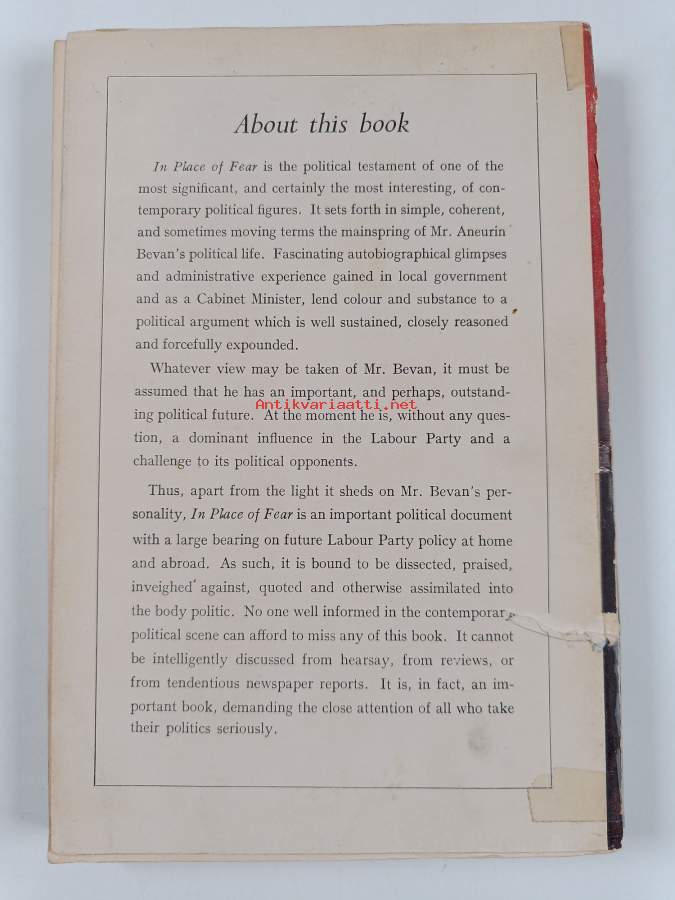 About this book
In Place of Fear is the political testament of one of the
most significant, and certainly the most interesting, of con-
temporary political figures. It sets forth in simple, coherent,
and sometimes moving terms the mainspring of Mr. Aneurin
Bevan's political life. Fascinating autobiographical glimpses
and administrative experience gained in local government
and as a Cabinet Minister, lend colour and substance to a
political argument which is well sustained, closely reasoned
and forcefully expounded.
Whatever view may be taken of Mr. Bevan, it must be
assumed that he has an important, and perhaps, outstand-
Antikvariaatti.net
ing political future. At the moment he is, without any ques-
tion, a dominant influence in the Labour Party and a
challenge to its political opponents.
Thus, apart from the light it sheds on Mr. Bevan's per-
sonality, In Place of Fear is an important political document
with a large bearing on future Labour Party policy at home
and abroad. As such, it is bound to be dissected, praised,
inveighed against, quoted and otherwise assimilated into
the body politic. No one well informed in the contemporary
political scene can afford to miss any of this book. It cannot
be intelligently discussed from hearsay, from reviews, or
from tendentious newspaper reports. It is, in fact, an im-
portant book, demanding the close attention of all who take
their politics seriously.